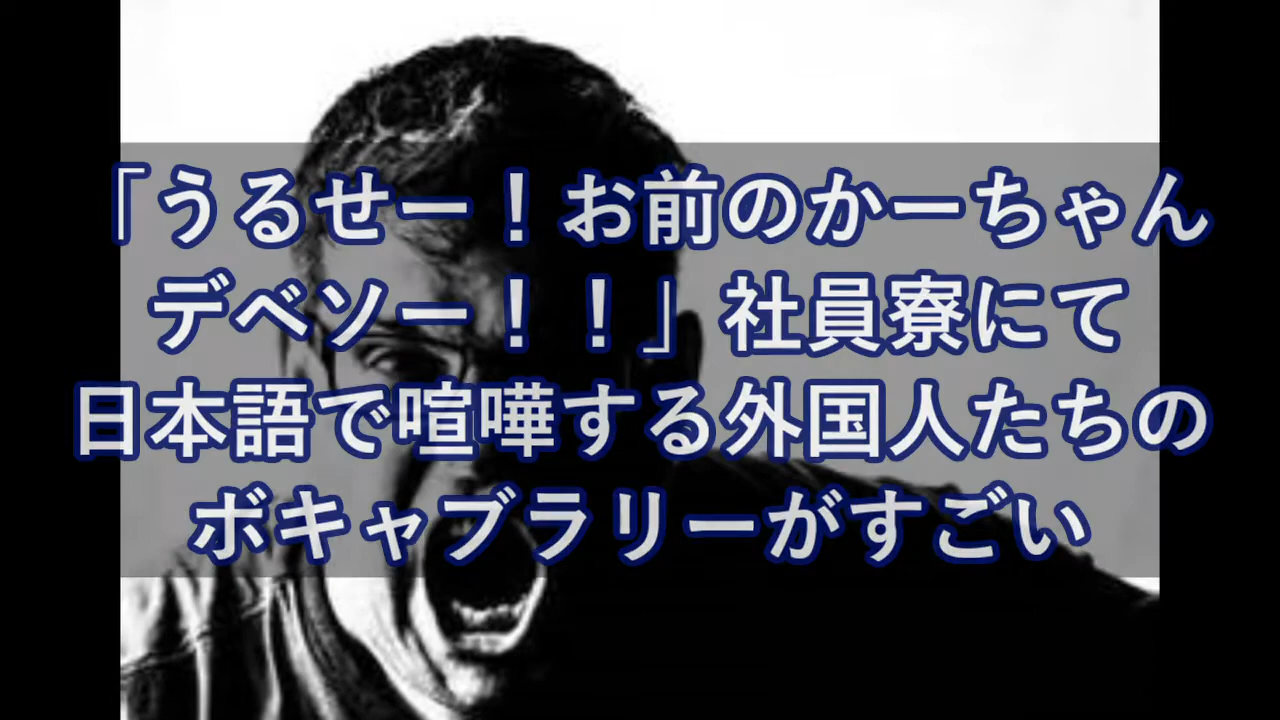 「うるせー！お前のかーちゃん
デベソー！！」社員寮にて
日本語で喧嘩する外国人たちの
ボキャブラリーがすごい